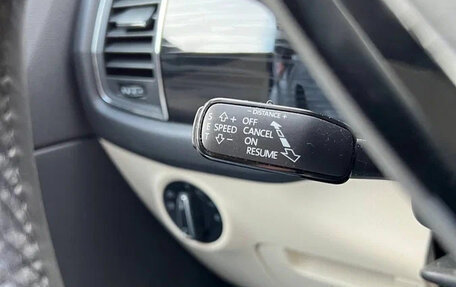 − DISTANCE +
S + OFF
E SPEED CANCEL
T − ON
RESUME